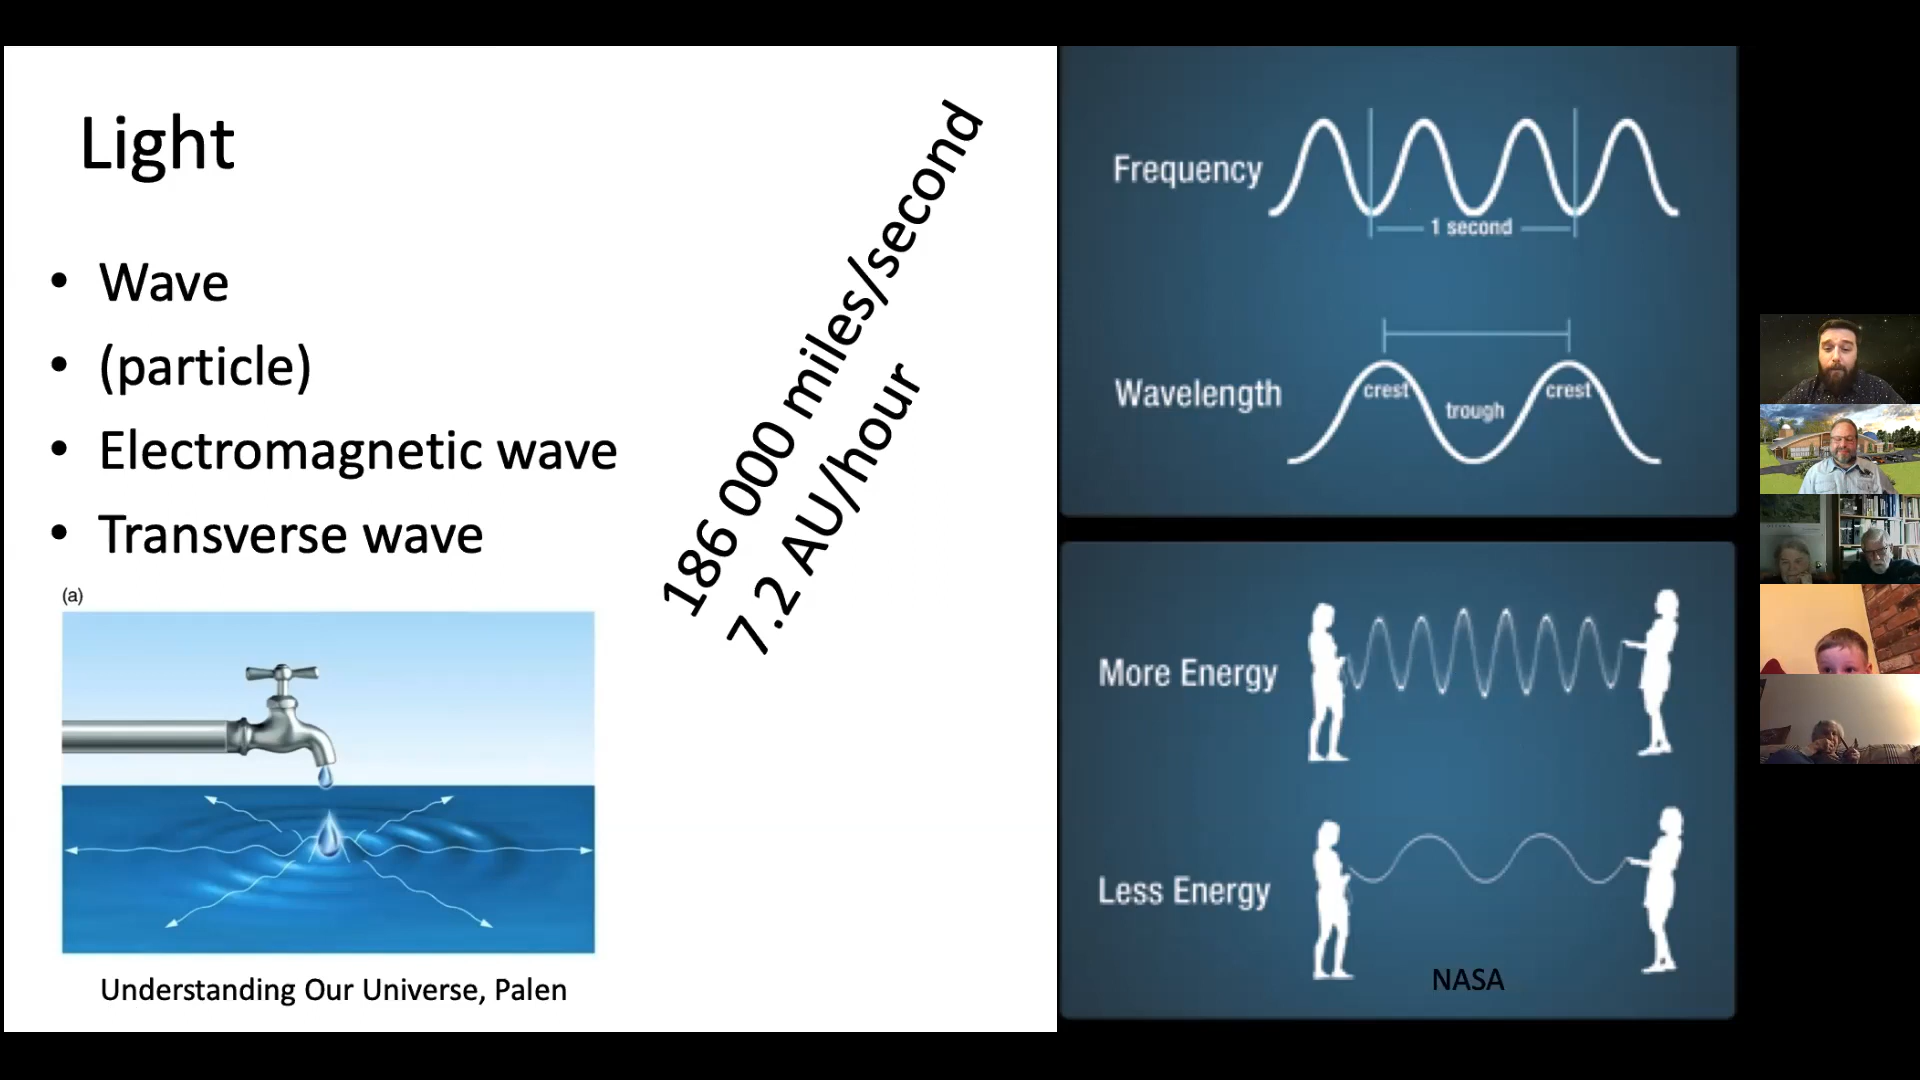 Light
• Wave
• (particle)
• Electromagnetic wave
• Transverse wave
186 000 miles/second
7.2 AU/hour
(a)
Understanding Our Universe, Palen
Frequency
1 second
Wavelength
crest
trough
crest
More Energy
Less Energy
NASA